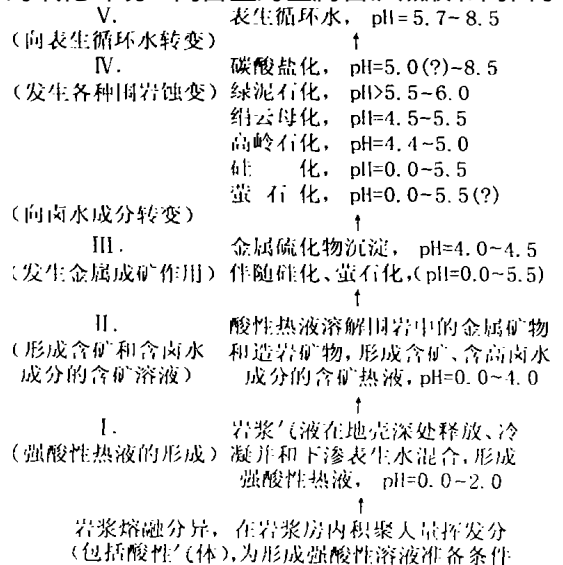 V. 表生循环水, pH=5.7~8.5
(向表生循环水转变) ↑
IV. 碳酸盐化, pH=5.0(?)~8.5
(发生各种围岩蚀变) 绿泥石化, pH>5.5~6.0
绢云母化, pH=4.5~5.5
高岭石化, pH=4.4~5.0
硅 化, pH=0.0~5.5
萤 石 化, pH=0.0~5.5(?)
(向卤水成分转变) ↑
III. 金属硫化物沉淀, pH=4.0~4.5
(发生金属成矿作用) 伴随硅化、萤石化,(pH=0.0~5.5)
↑
II. 酸性热液溶解围岩中的金属矿物
(形成含矿和含卤水 和造岩矿物,形成含矿、含高卤水
成分的含矿溶液) 成分的含矿热液,pH=0.0~4.0
↑
I. 岩浆气液在地壳深处释放、冷
(强酸性热液的形成) 凝并和下渗表生水混合,形成
强酸性热液, pH=0.0~2.0
↑
岩浆熔融分异, 在岩浆房内积聚大量挥发分
(包括酸性气体),为形成强酸性溶液准备条件